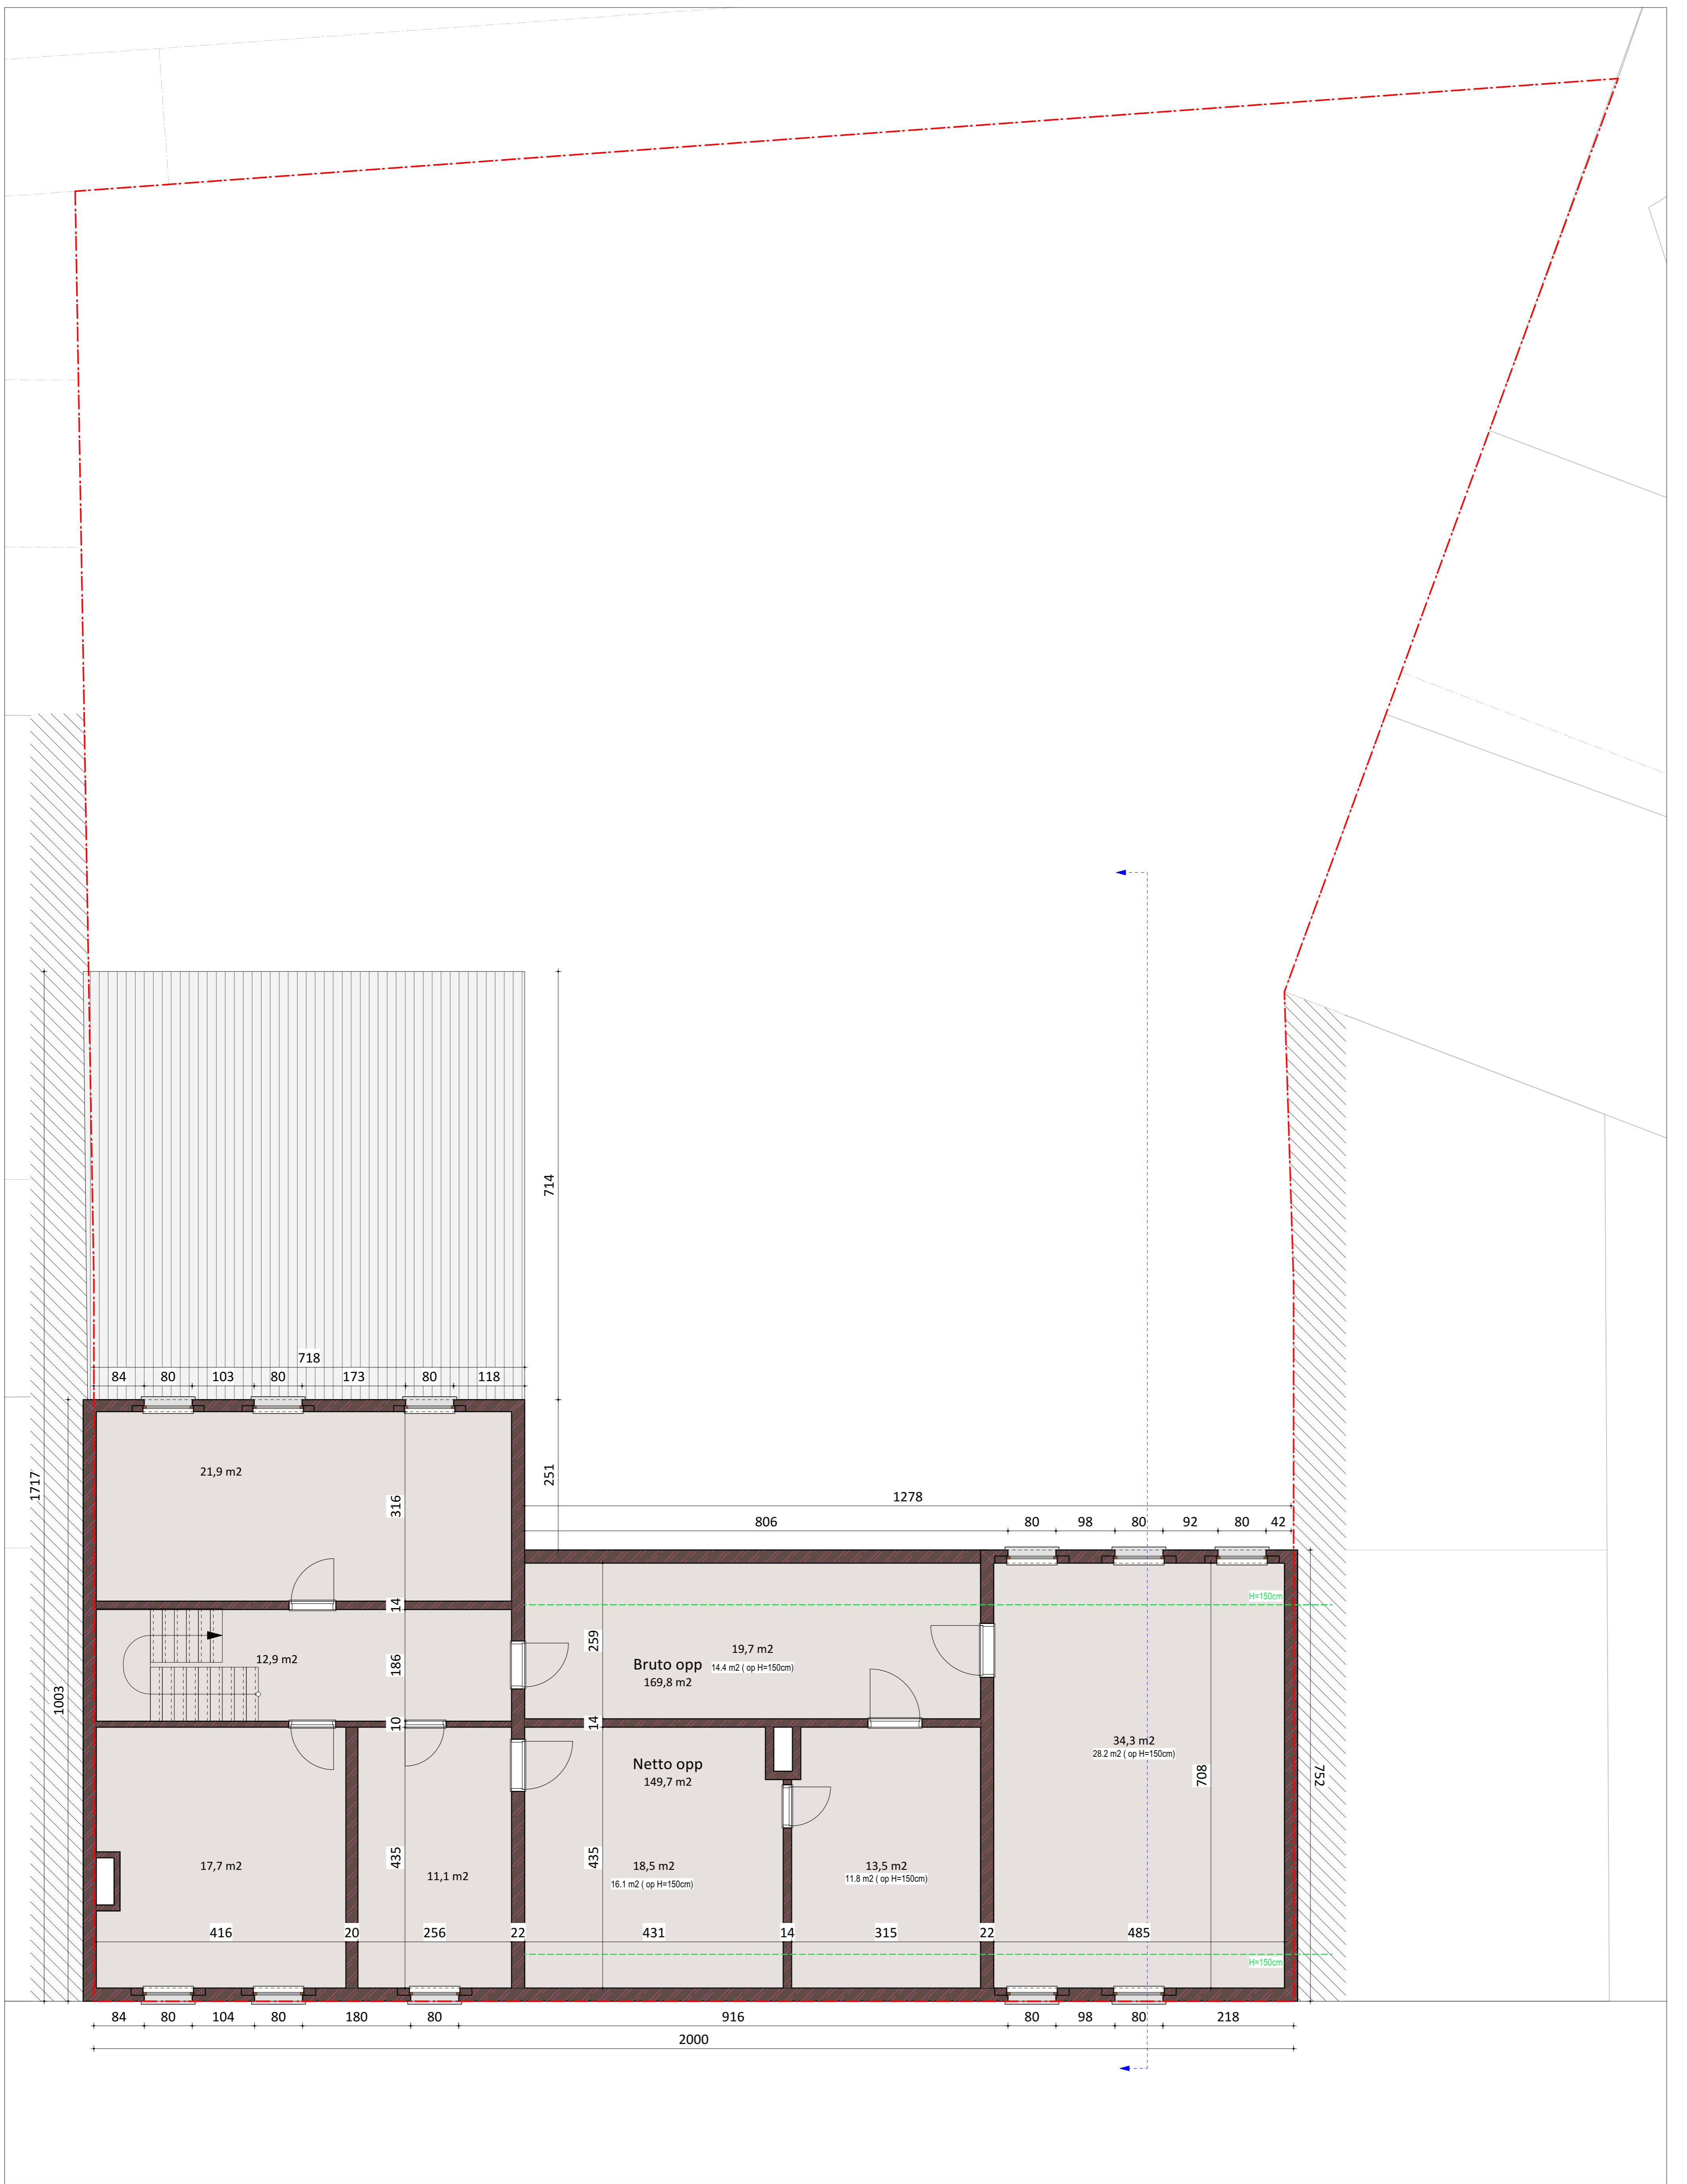 714
718
84 80 103 80 173 80 118
1717
251
21,9 m2
316
1278
806 80 98 80 92 80 42
H=150cm
14
1003
12,9 m2
186
259
19,7 m2
Bruto opp
14.4 m2 ( op H=150cm)
169,8 m2
10
14
34,3 m2
28.2 m2 ( op H=150cm)
Netto opp
149,7 m2
708
752
435
435
17,7 m2
11,1 m2
18,5 m2
16.1 m2 ( op H=150cm)
13,5 m2
11.8 m2 ( op H=150cm)
416 20 256 22 431 14 315 22 485
H=150cm
84 80 104 80 180 80 916 80 98 80 218
2000